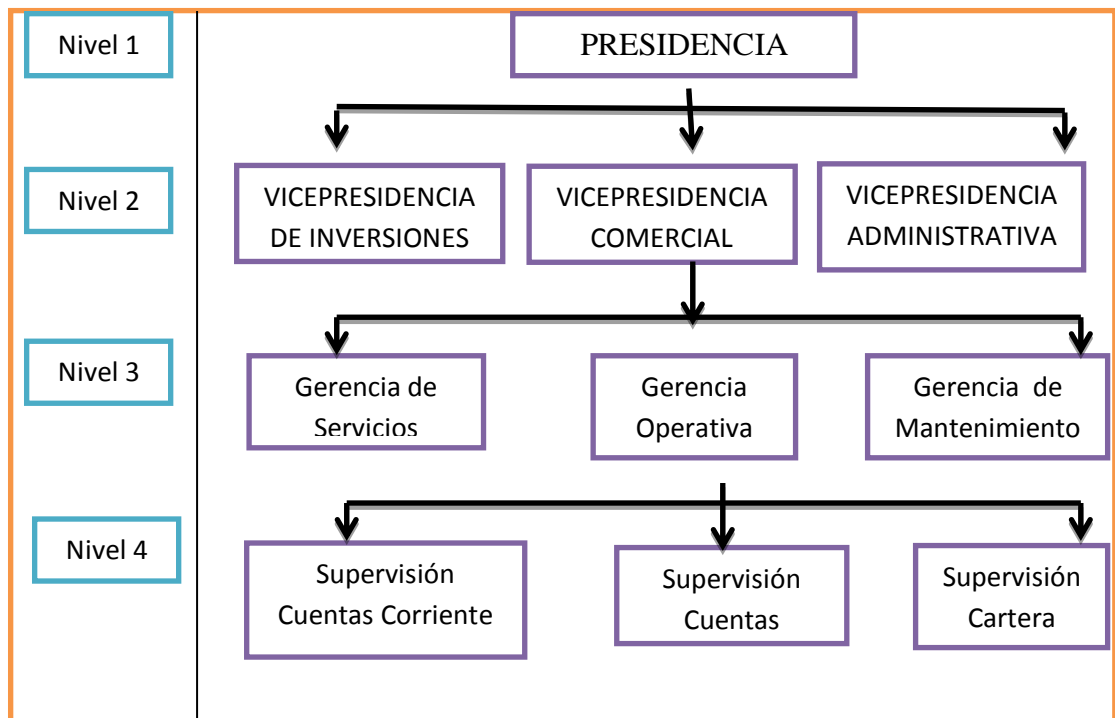 Nivel 1
PRESIDENCIA
Nivel 2
VICEPRESIDENCIA
DE INVERSIONES
VICEPRESIDENCIA
COMERCIAL
VICEPRESIDENCIA
ADMINISTRATIVA
Nivel 3
Gerencia de
Servicios
Gerencia
Operativa
Gerencia de
Mantenimiento
Nivel 4
Supervisión
Cuentas Corriente
Supervisión
Cuentas
Supervisión
Cartera